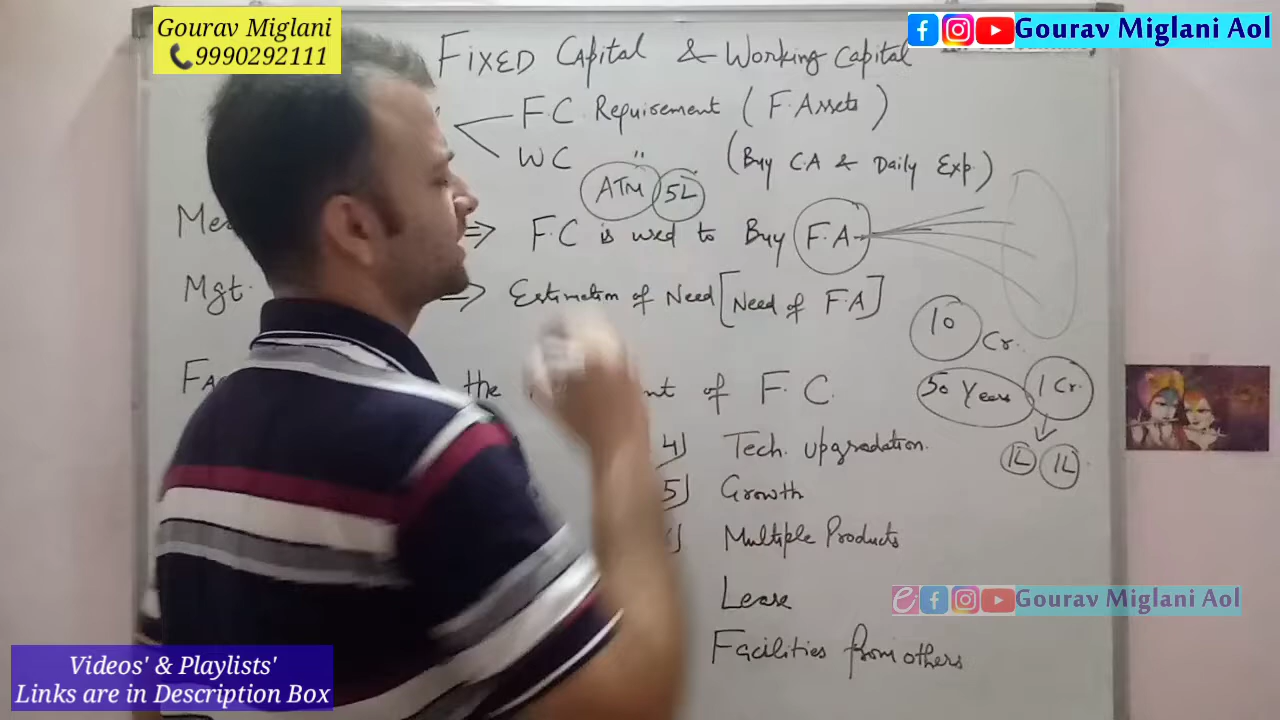 Gourav Miglani
9990292111
Gourav Miglani Aol
FIXED Capital & Working Capital
F.C Requirement ( F. Assets )
WC " (Buy C.A & Daily Exp.)
ATM 5L
F.C is used to Buy F.A
Mgt. ⇒ Estimation of Need [Need of F.A]
10 Cr.
the of F.C.
50 Years 1 Cr.
1L 1L
4) Tech. upgradation.
5) Growth
Multiple Products
Lease
Gourav Miglani Aol
Facilities from others
Videos' & Playlists'
Links are in Description Box